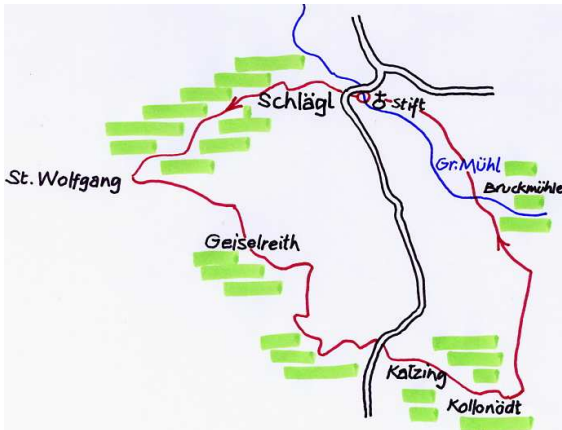 Schlägl
Stift
Gr. Mühl
Bruckmühle
St. Wolfgang
Geiselreith
Katzing
Kollonödt